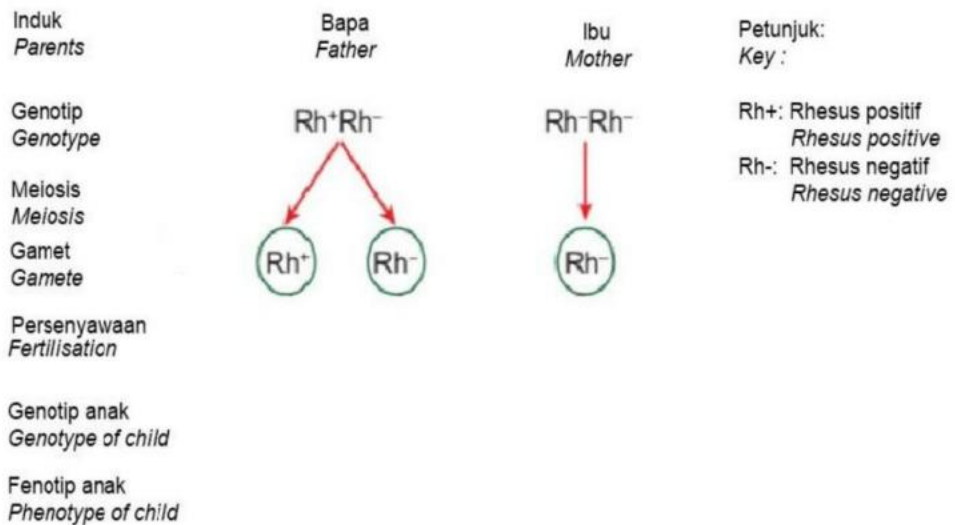 Induk
Parents
Bapa
Father
Ibu
Mother
Petunjuk:
Key :
Genotip
Genotype
Rh⁺Rh⁻
Rh⁻Rh⁻
Rh+: Rhesus positif
Rhesus positive
Rh-: Rhesus negatif
Rhesus negative
Meiosis
Meiosis
Gamet
Gamete
Rh⁺
Rh⁻
Rh⁻
Persenyawaan
Fertilisation
Genotip anak
Genotype of child
Fenotip anak
Phenotype of child